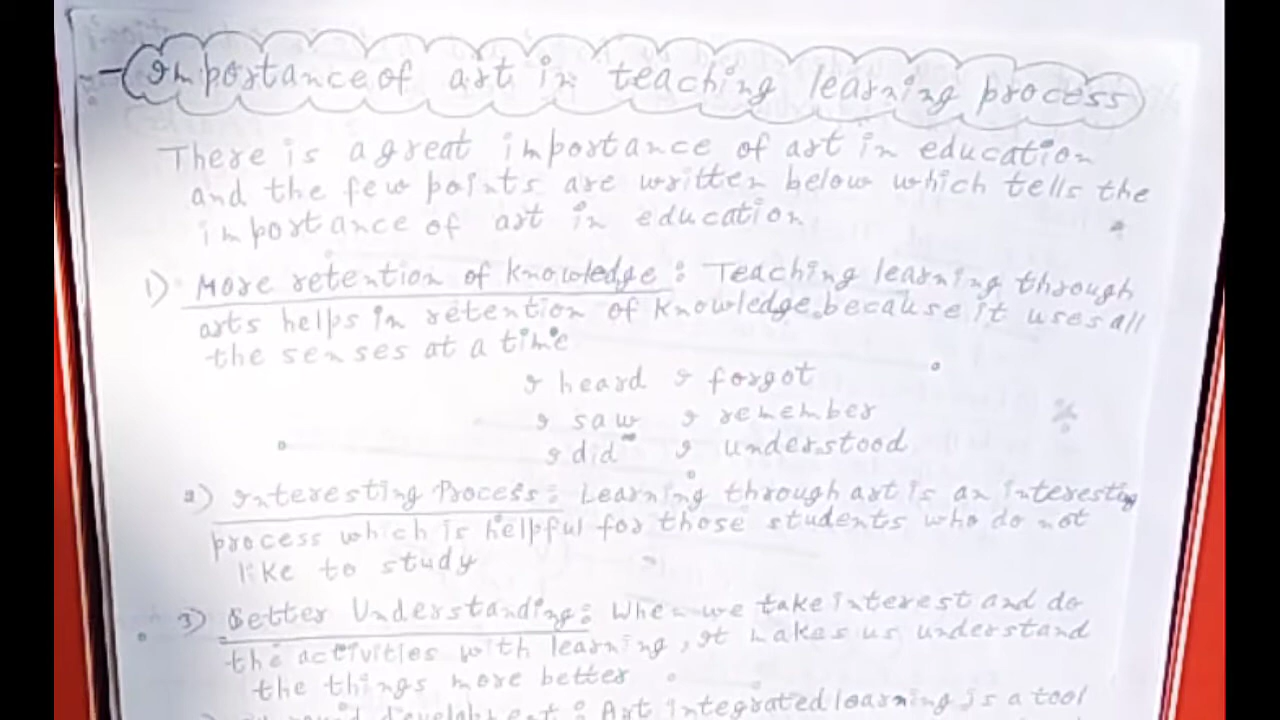 Importance of art in teaching learning process
There is a great importance of art in education
and the few points are written below which tells the
importance of art in education
1) More retention of knowledge : Teaching learning through
arts helps in retention of knowledge because it uses all
the senses at a time
I heard I forgot
I saw I remember
I did I understood
2) Interesting Process : Learning through art is an interesting
process which is helpful for those students who do not
like to study
3) Better Understanding : When we take interest and do
the activities with learning, It makes us understand
the things more better
: Art integrated learning is a tool